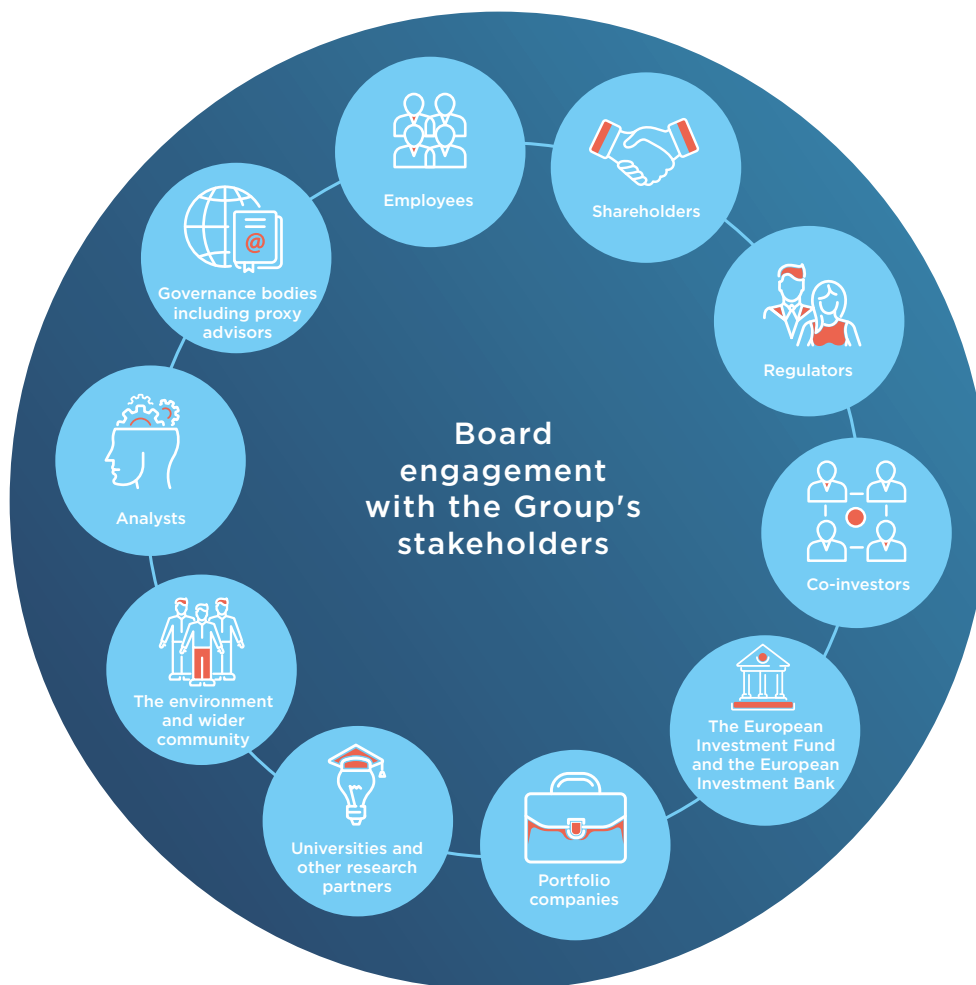 Board
engagement
with the Group's
stakeholders
Employees
Shareholders
Regulators
Co-investors
The European
Investment Fund
and the European
Investment Bank
Portfolio
companies
Universities and
other research
partners
The environment
and wider
community
Analysts
Governance bodies
including proxy
advisors
@